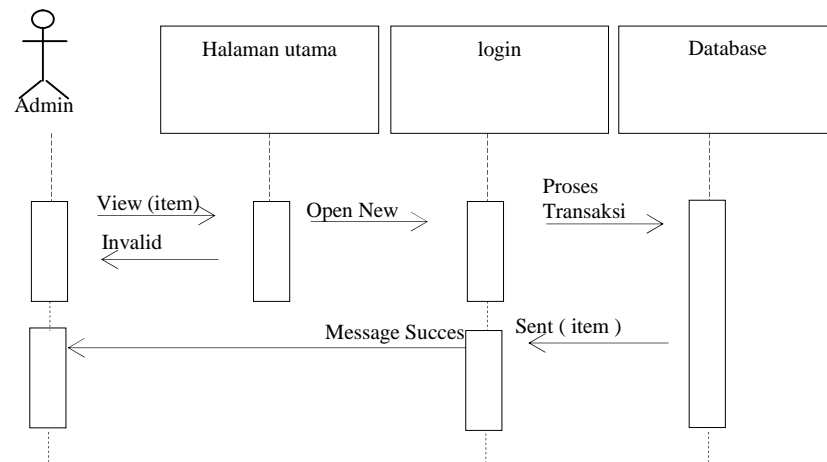 Halaman utama
login
Database
Admin
View (item)
Open New
Proses
Transaksi
Invalid
Message Succes
Sent ( item )